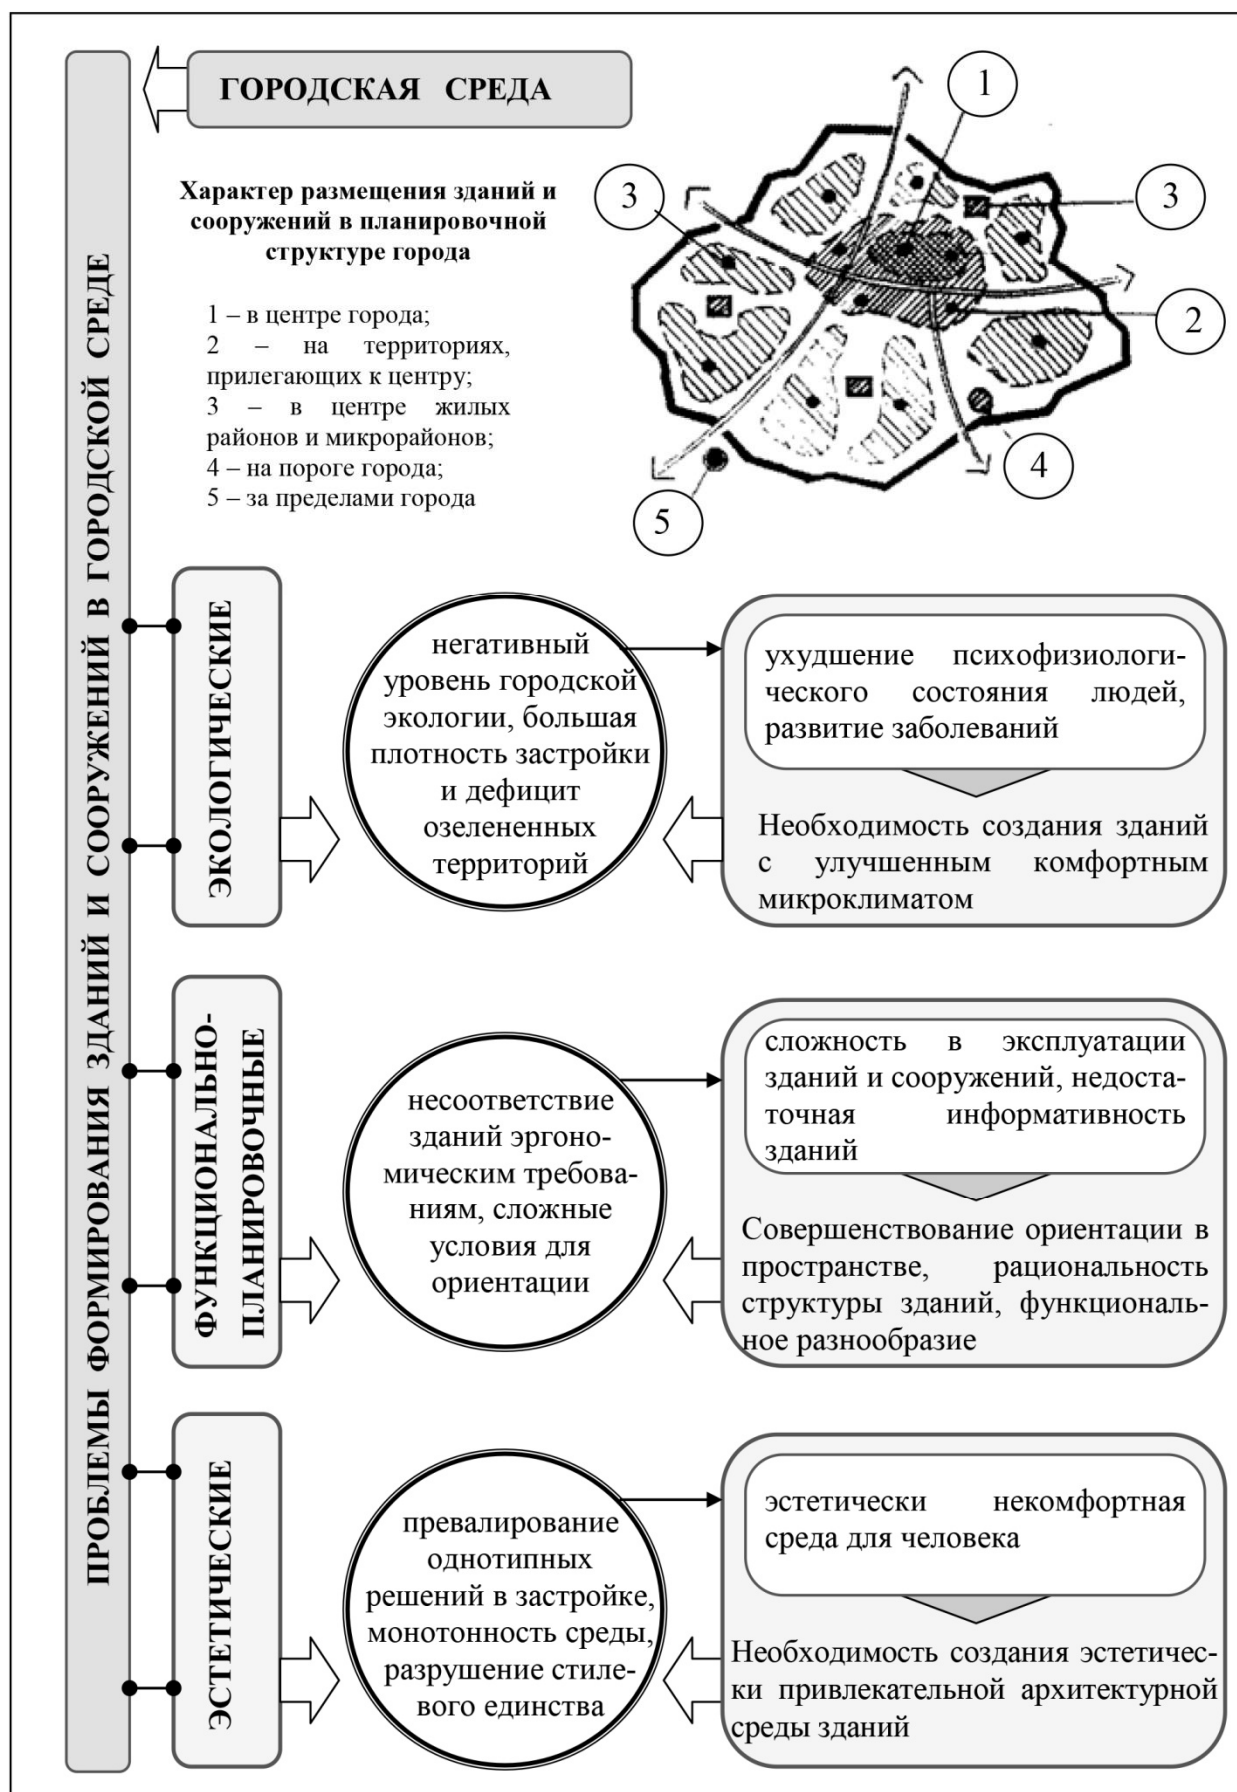 ГОРОДСКАЯ СРЕДА
Характер размещения зданий и
сооружений в планировочной
структуре города
1 – в центре города;
2 – на территориях,
прилегающих к центру;
3 – в центре жилых
районов и микрорайонов;
4 – на пороге города;
5 – за пределами города
1
3
3
2
4
5
ПРОБЛЕМЫ ФОРМИРОВАНИЯ ЗДАНИЙ И СООРУЖЕНИЙ В ГОРОДСКОЙ СРЕДЕ
ЭКОЛОГИЧЕСКИЕ
негативный
уровень городской
экологии, большая
плотность застройки
и дефицит
озелененных
территорий
ухудшение психофизиологи-
ческого состояния людей,
развитие заболеваний
Необходимость создания зданий
с улучшенным комфортным
микроклиматом
ФУНКЦИОНАЛЬНО-
ПЛАНИРОВОЧНЫЕ
несоответствие
зданий эргоно-
мическим требова-
ниям, сложные
условия для
ориентации
сложность в эксплуатации
зданий и сооружений, недоста-
точная информативность
зданий
Совершенствование ориентации в
пространстве, рациональность
структуры зданий, функциональ-
ное разнообразие
ЭСТЕТИЧЕСКИЕ
превалирование
однотипных
решений в застройке,
монотонность среды,
разрушение стиле-
вого единства
эстетически некомфортная
среда для человека
Необходимость создания эстетичес-
ки привлекательной архитектурной
среды зданий